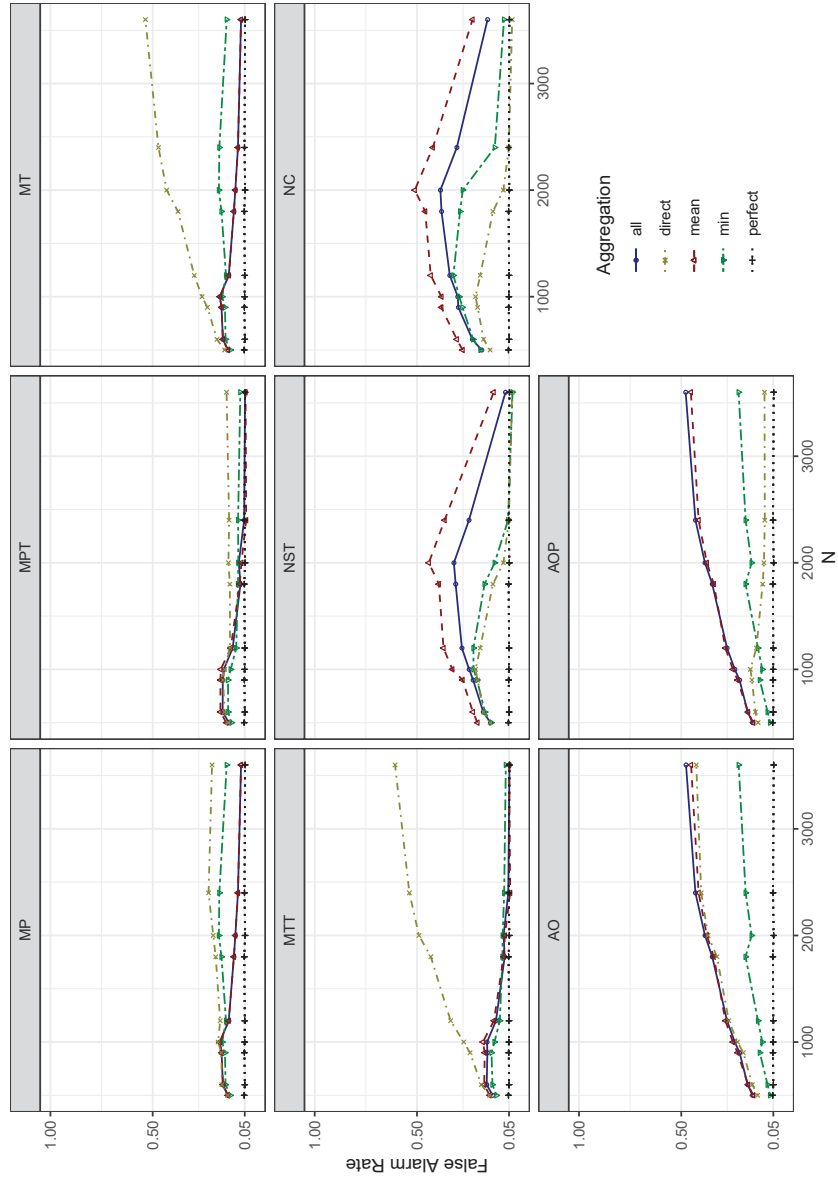 MP
MPT
MT
MTT
NST
NC
AO
AOP
1.00
0.50
0.05
1.00
0.50
0.05
1.00
0.50
0.05
False Alarm Rate
1000
2000
3000
1000
2000
3000
1000
2000
3000
N
Aggregation
all
direct
mean
min
perfect